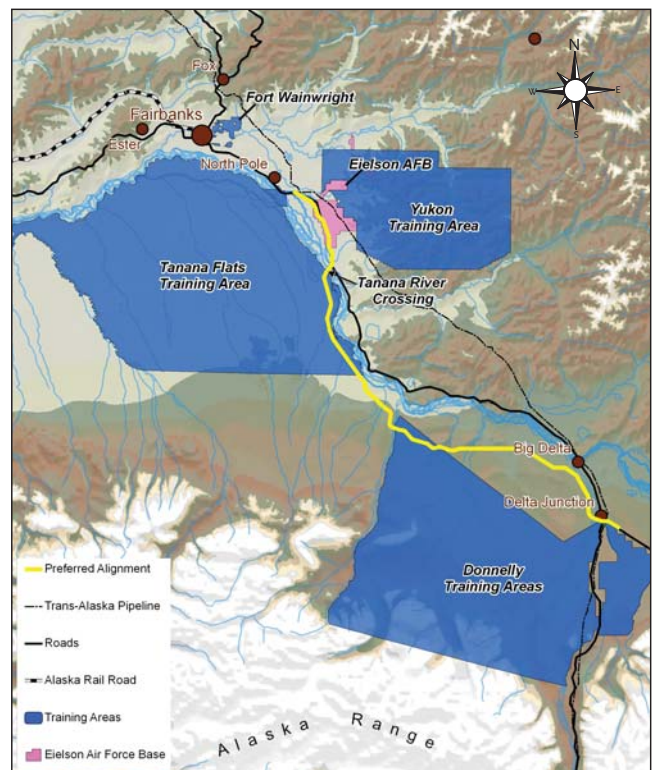 N
W
E
S
Fox
Fort Wainwright
Fairbanks
Ester
North Pole
Eielson AFB
Yukon
Training Area
Tanana Flats
Training Area
Tanana River
Crossing
Big Delta
Delta Junction
Donnelly
Training Areas
Preferred Alignment
Trans-Alaska Pipeline
Roads
Alaska Rail Road
Training Areas
Eielson Air Force Base
Alaska Range